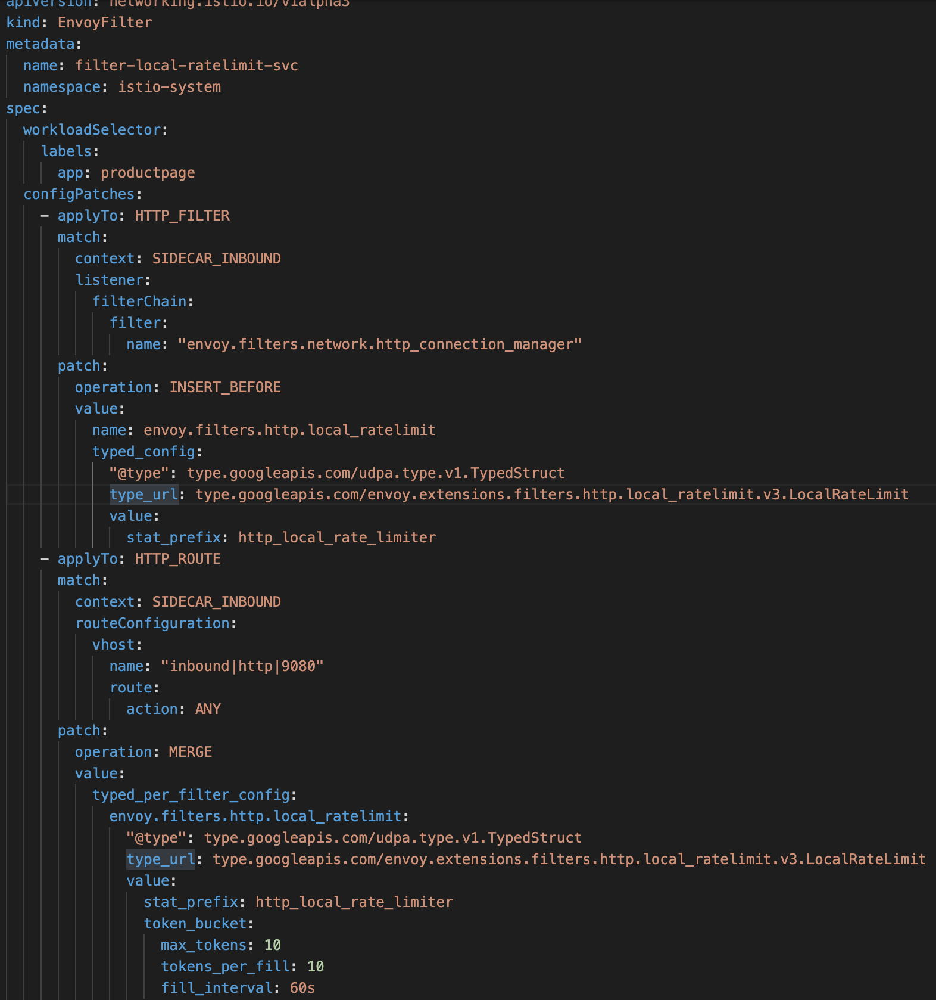 apiVersion: networking.istio.io/v1alpha3
kind: EnvoyFilter
metadata:
  name: filter-local-ratelimit-svc
  namespace: istio-system
spec:
  workloadSelector:
    labels:
      app: productpage
  configPatches:
    - applyTo: HTTP_FILTER
      match:
        context: SIDECAR_INBOUND
        listener:
          filterChain:
            filter:
              name: "envoy.filters.network.http_connection_manager"
      patch:
        operation: INSERT_BEFORE
        value:
          name: envoy.filters.http.local_ratelimit
          typed_config:
            "@type": type.googleapis.com/udpa.type.v1.TypedStruct
            type_url: type.googleapis.com/envoy.extensions.filters.http.local_ratelimit.v3.LocalRateLimit
            value:
              stat_prefix: http_local_rate_limiter
    - applyTo: HTTP_ROUTE
      match:
        context: SIDECAR_INBOUND
        routeConfiguration:
          vhost:
            name: "inbound|http|9080"
            route:
              action: ANY
      patch:
        operation: MERGE
        value:
          typed_per_filter_config:
            envoy.filters.http.local_ratelimit:
              "@type": type.googleapis.com/udpa.type.v1.TypedStruct
              type_url: type.googleapis.com/envoy.extensions.filters.http.local_ratelimit.v3.LocalRateLimit
              value:
                stat_prefix: http_local_rate_limiter
                token_bucket:
                  max_tokens: 10
                  tokens_per_fill: 10
                  fill_interval: 60s